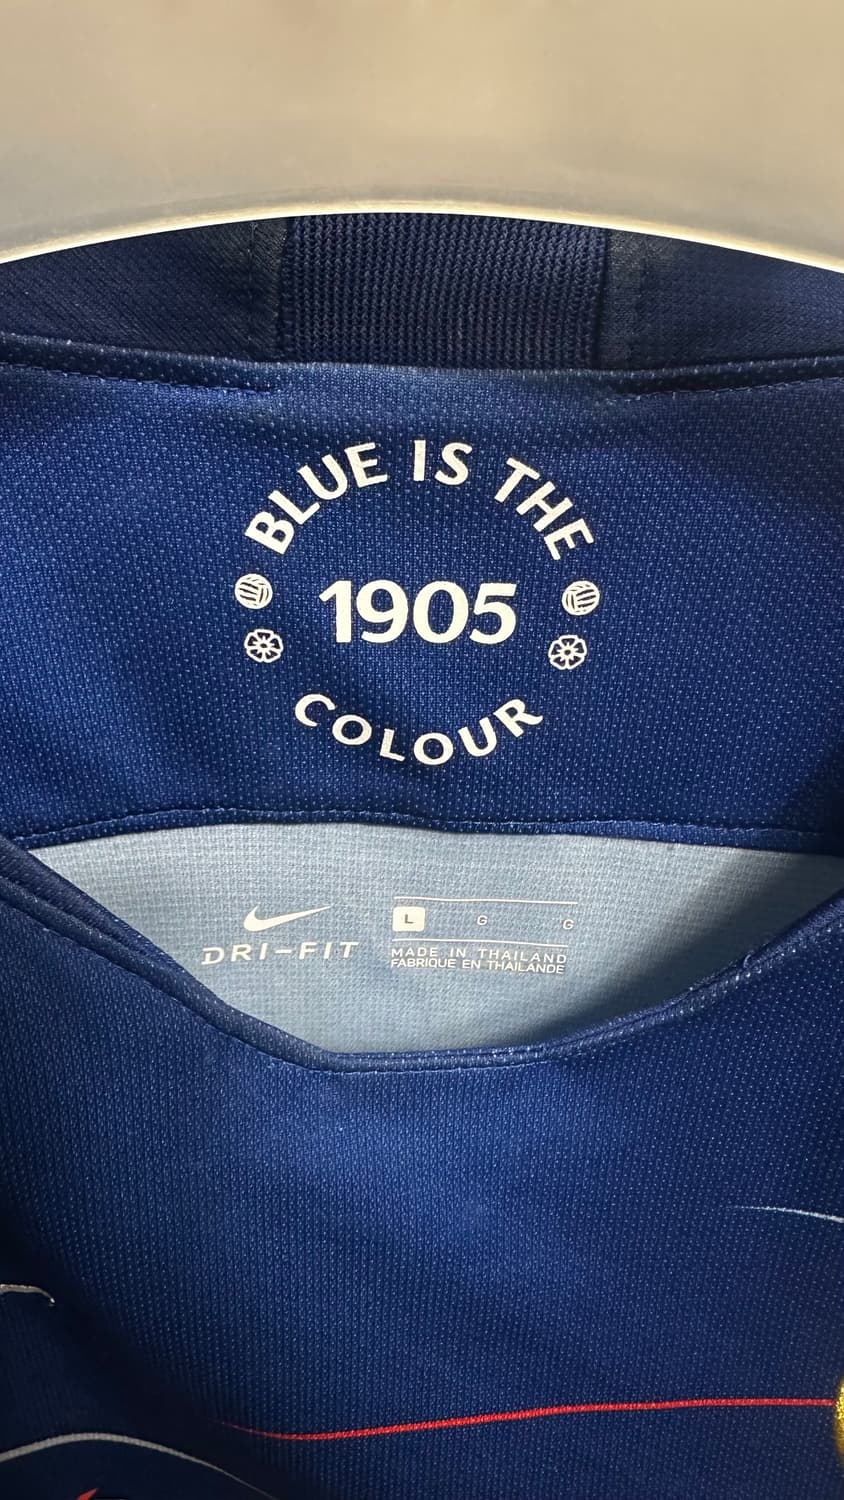 BLUE IS THE
1905
COLOUR
DRI-FIT
L G G
MADE IN THAILAND
FABRIQUE EN THAILANDE